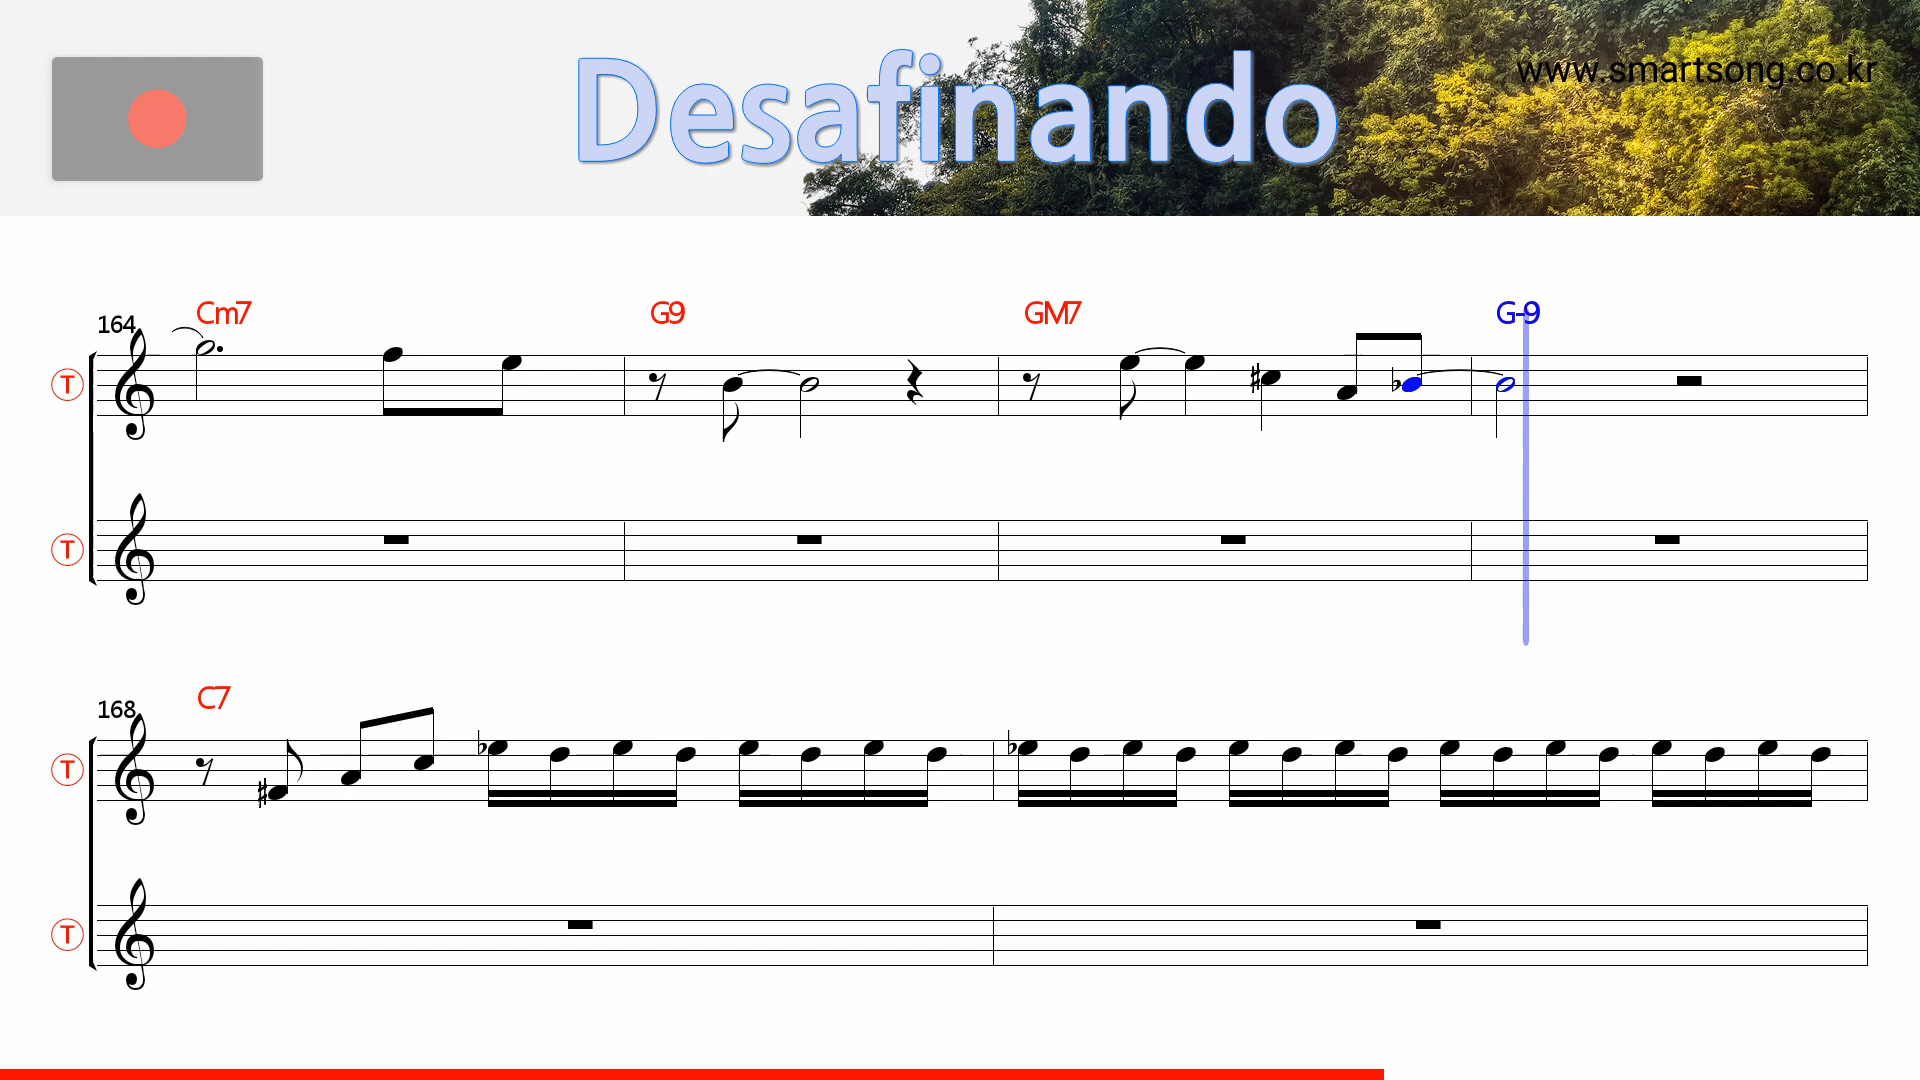 Desafinando
www.smartsong.co.kr
Cm7 G9 GM7 G-9
164
T
T
C7
168
T
T